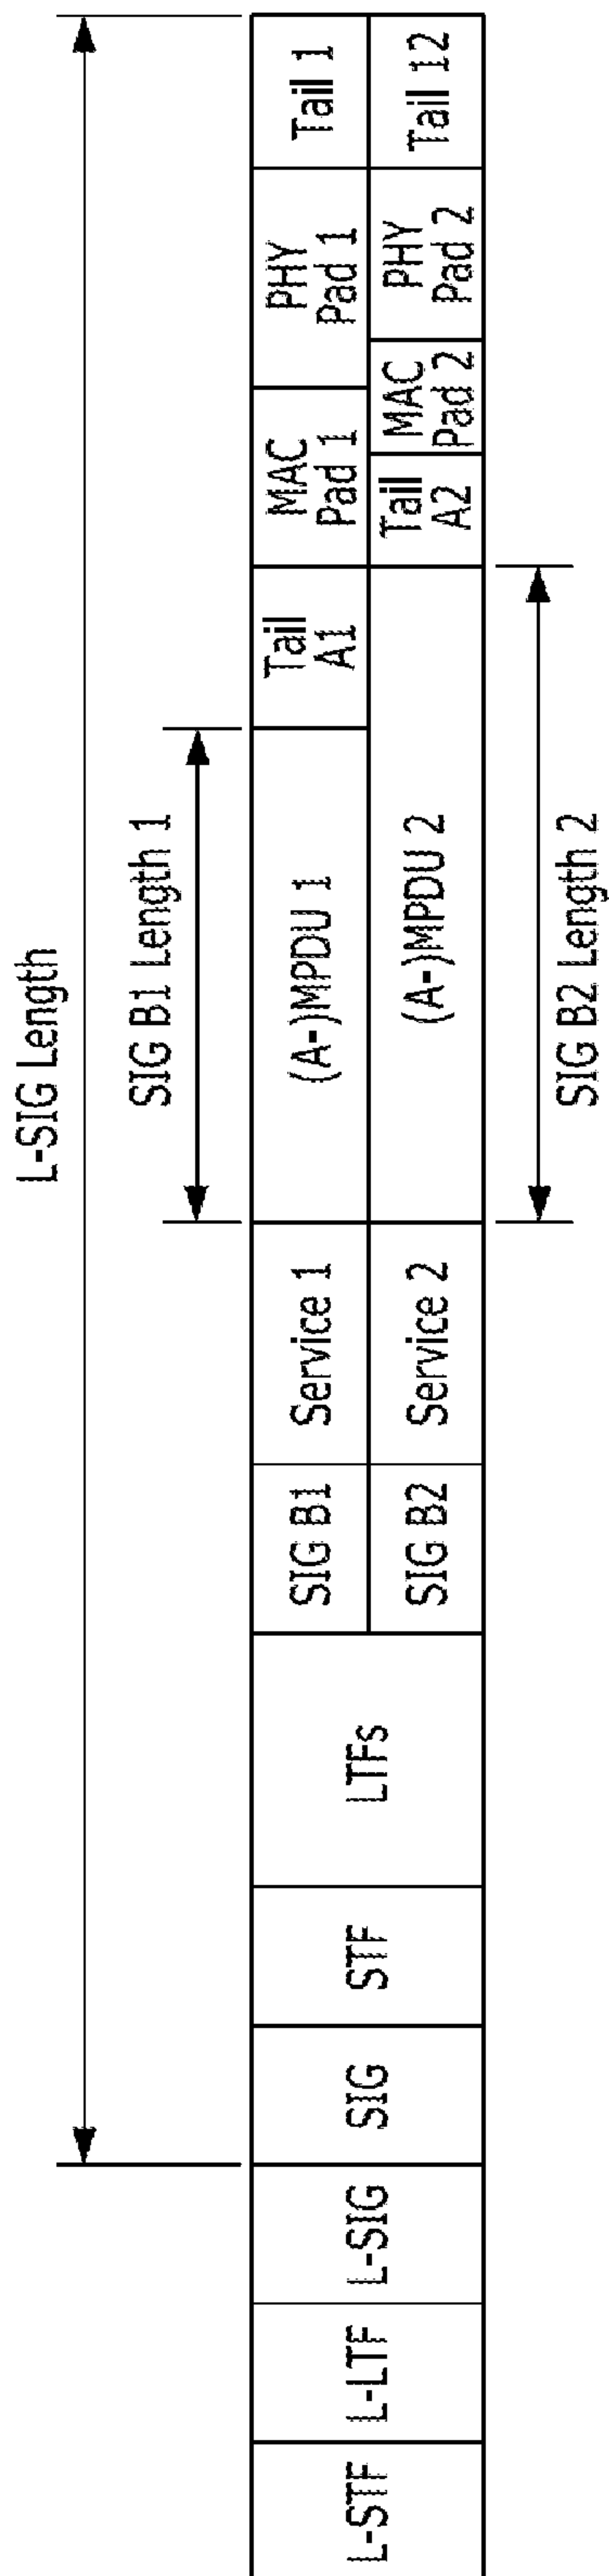 L-SIG Length
SIG B1 Length 1
L-STF
L-LTF
L-SIG
SIG
STF
LTFs
SIG B1
Service 1
(A-)MPDU 1
Tail
A1
MAC
Pad 1
PHY
Pad 1
Tail 1
SIG B2
Service 2
(A-)MPDU 2
Tail
A2
MAC
Pad 2
PHY
Pad 2
Tail 12
SIG B2 Length 2